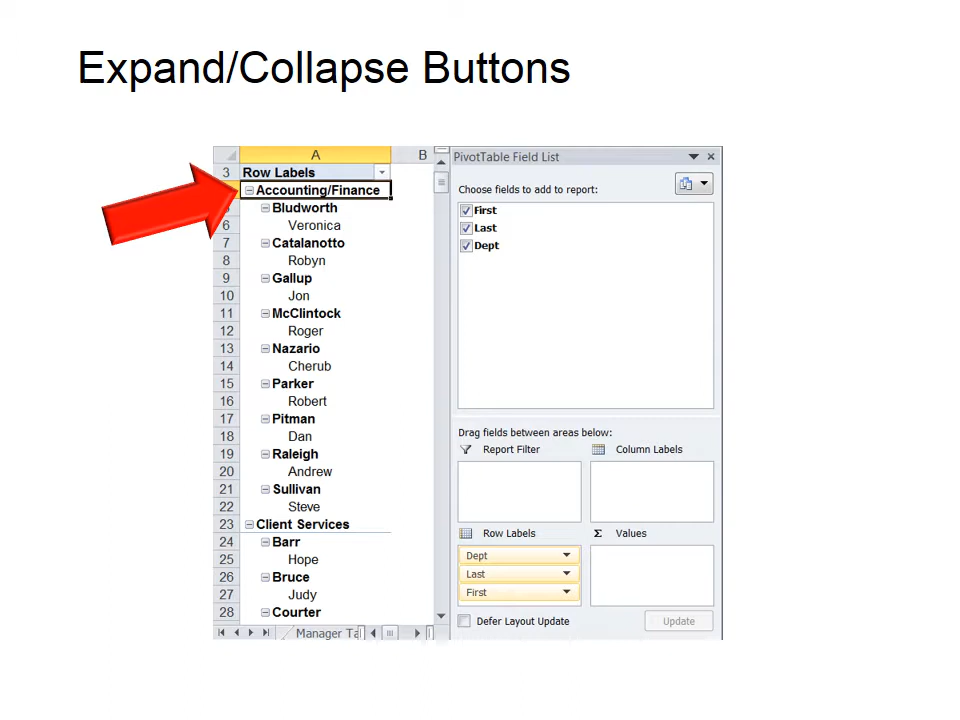 Expand/Collapse Buttons
A B
3 Row Labels
Accounting/Finance
Bludworth
6 Veronica
7 Catalanotto
8 Robyn
9 Gallup
10 Jon
11 McClintock
12 Roger
13 Nazario
14 Cherub
15 Parker
16 Robert
17 Pitman
18 Dan
19 Raleigh
20 Andrew
21 Sullivan
22 Steve
23 Client Services
24 Barr
25 Hope
26 Bruce
27 Judy
28 Courter
Manager Ta
PivotTable Field List
Choose fields to add to report:
First
Last
Dept
Drag fields between areas below:
Report Filter Column Labels
Row Labels Σ Values
Dept
Last
First
Defer Layout Update Update